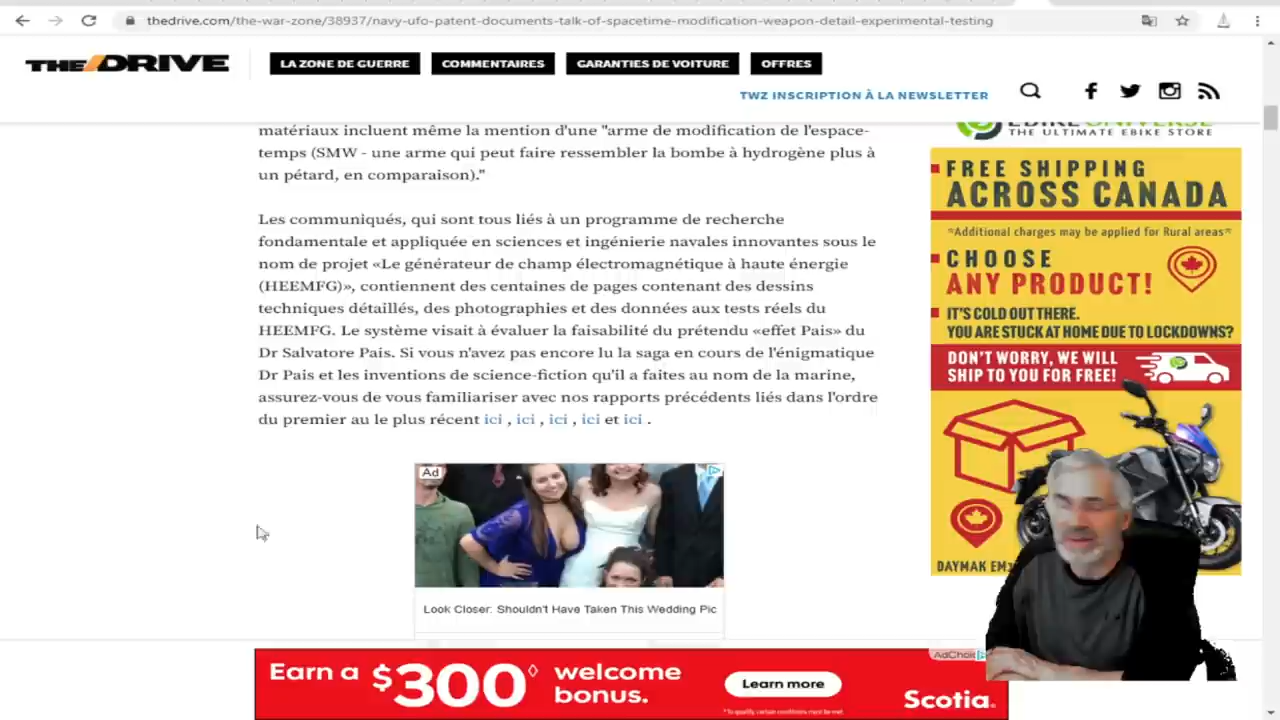 thedrive.com/the-war-zone/38937/navy-ufo-patent-documents-talk-of-spacetime-modification-weapon-detail-experimental-testing
THE/DRIVE
LA ZONE DE GUERRE
COMMENTAIRES
GARANTIES DE VOITURE
OFFRES
TWZ INSCRIPTION À LA NEWSLETTER
matériaux incluent même la mention d'une "arme de modification de l'espace-
temps (SMW - une arme qui peut faire ressembler la bombe à hydrogène plus à
un pétard, en comparaison)."
Les communiqués, qui sont tous liés à un programme de recherche
fondamentale et appliquée en sciences et ingénierie navales innovantes sous le
nom de projet «Le générateur de champ électromagnétique à haute énergie
(HEEMFG)», contiennent des centaines de pages contenant des dessins
techniques détaillés, des photographies et des données aux tests réels du
HEEMFG. Le système visait à évaluer la faisabilité du prétendu «effet Pais» du
Dr Salvatore Pais. Si vous n'avez pas encore lu la saga en cours de l'énigmatique
Dr Pais et les inventions de science-fiction qu'il a faites au nom de la marine,
assurez-vous de vous familiariser avec nos rapports précédents liés dans l'ordre
du premier au le plus récent ici , ici , ici , ici et ici .
Ad
Look Closer: Shouldn't Have Taken This Wedding Pic
EBIKE UNIVERSE
THE ULTIMATE EBIKE STORE
FREE SHIPPING
ACROSS CANADA
*Additional charges may be applied for Rural areas*
CHOOSE
ANY PRODUCT!
IT'S COLD OUT THERE.
YOU ARE STUCK AT HOME DUE TO LOCKDOWNS?
DON'T WORRY, WE WILL
SHIP TO YOU FOR FREE!
DAYMAK
AdChoic
Earn a $300◊ welcome
bonus.
Learn more
*To qualify certain conditions must be met
Scotia.